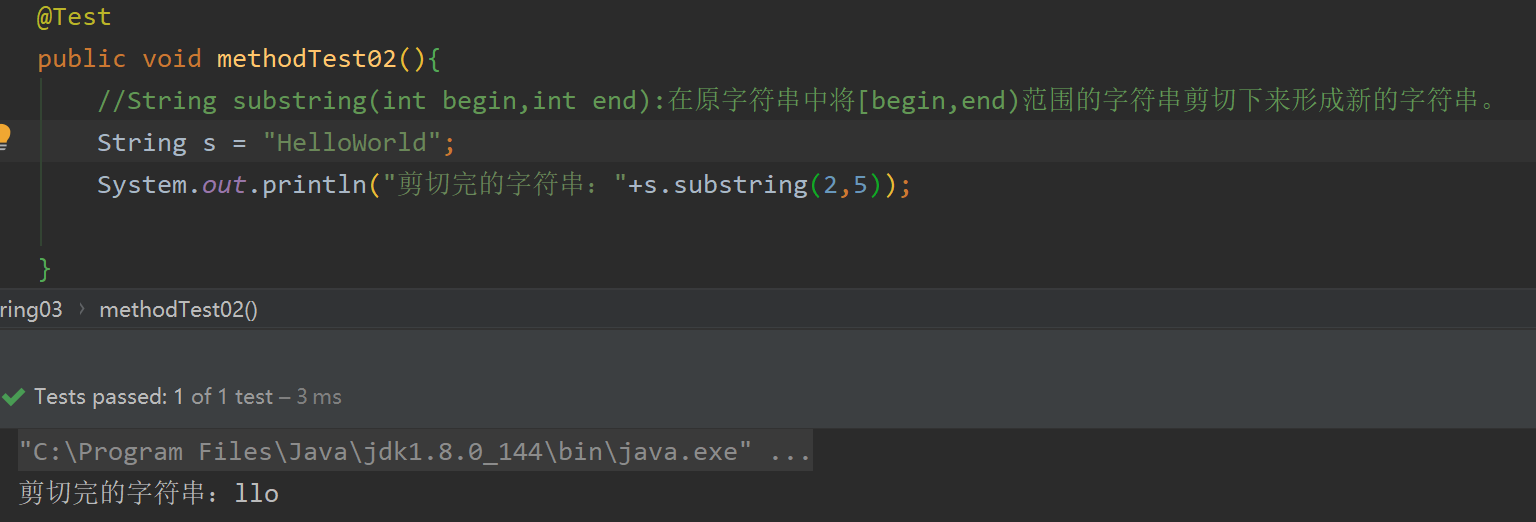 @Test
public void methodTest02(){
//String substring(int begin,int end):在原字符串中将[begin,end)范围的字符串剪切下来形成新的字符串。
String s = "HelloWorld";
System.out.println("剪切完的字符串："+s.substring(2,5));
}
ring03 › methodTest02()
Tests passed: 1 of 1 test – 3 ms
"C:\Program Files\Java\jdk1.8.0_144\bin\java.exe" ...
剪切完的字符串：llo